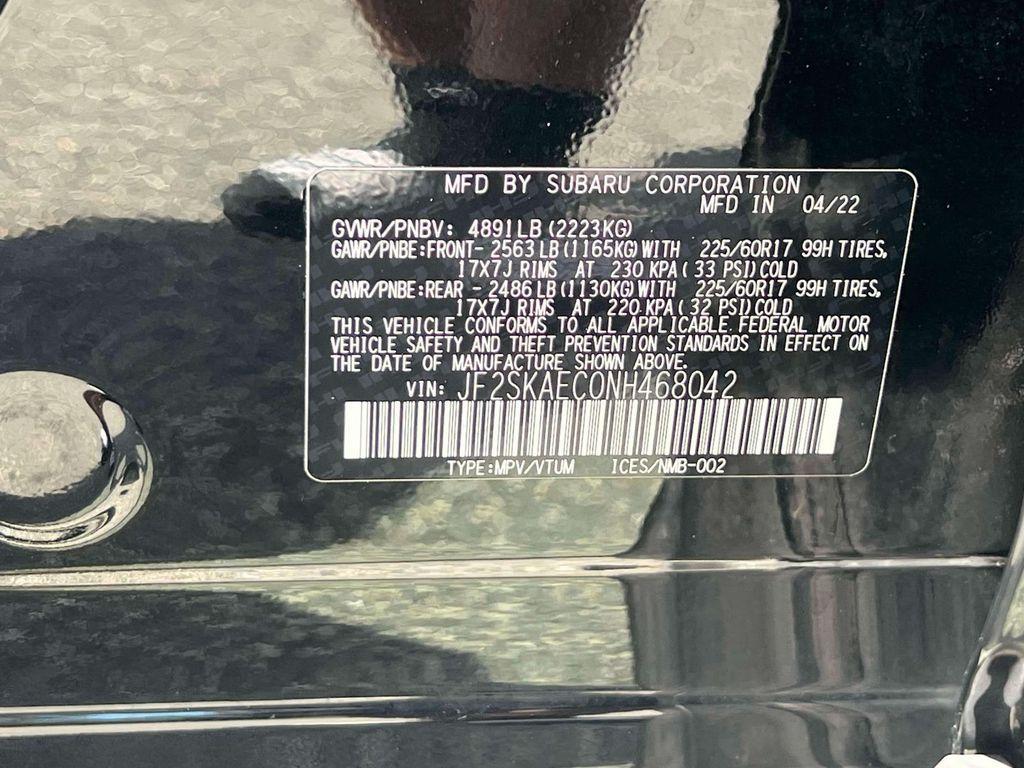 MFD BY SUBARU CORPORATION
MFD IN 04/22
GVWR/PNBV: 4891LB (2223KG)
GAWR/PNBE:FRONT- 2563 LB (1165KG) WITH 225/60R17 99H TIRES,
17X7J RIMS AT 230 KPA ( 33 PSI) COLD
GAWR/PNBE:REAR - 2486 LB (1130KG) WITH 225/60R17 99H TIRES,
17X7J RIMS AT 220 KPA ( 32 PSI) COLD
THIS VEHICLE CONFORMS TO ALL APPLICABLE FEDERAL MOTOR
VEHICLE SAFETY AND THEFT PREVENTION STANDARDS IN EFFECT ON
THE DATE OF MANUFACTURE SHOWN ABOVE.
VIN: JF2SKAEC0NH468042
TYPE:MPV/VTUM ICES/NMB-002